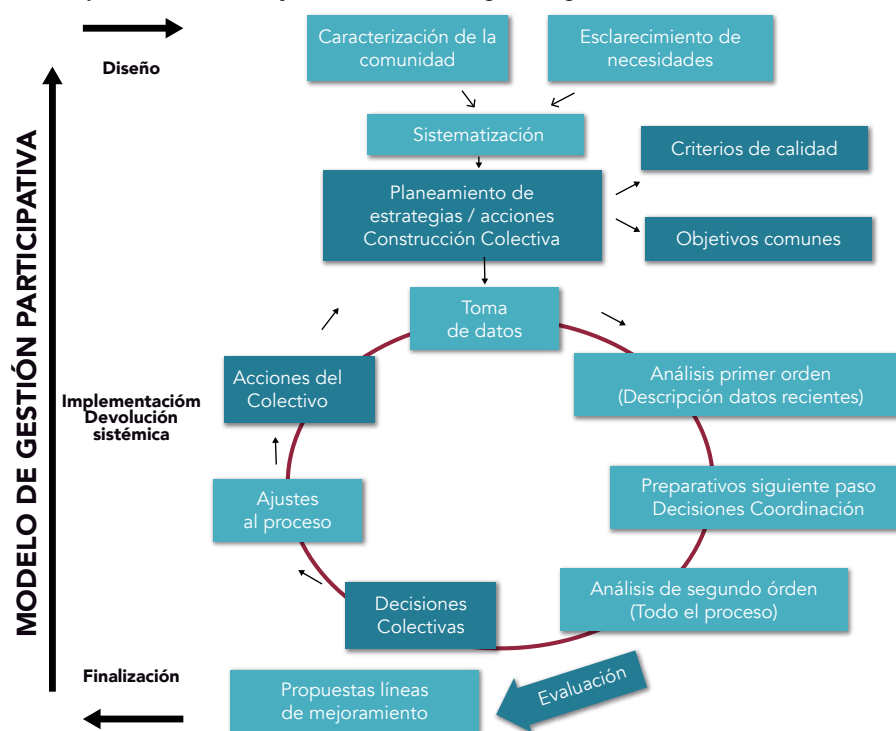 MODELO DE GESTIÓN PARTICIPATIVA
Diseño
Caracterización de la
comunidad
Esclarecimiento de
necesidades
Sistematización
Planeamiento de
estrategias / acciones
Construcción Colectiva
Criterios de calidad
Objetivos comunes
Toma
de datos
Implementacióm
Devolución
sistémica
Acciones del
Colectivo
Análisis primer orden
(Descripción datos recientes)
Ajustes
al proceso
Preparativos siguiente paso
Decisiones Coordinación
Decisiones
Colectivas
Análisis de segundo órden
(Todo el proceso)
Finalización
Propuestas líneas
de mejoramiento
Evaluación